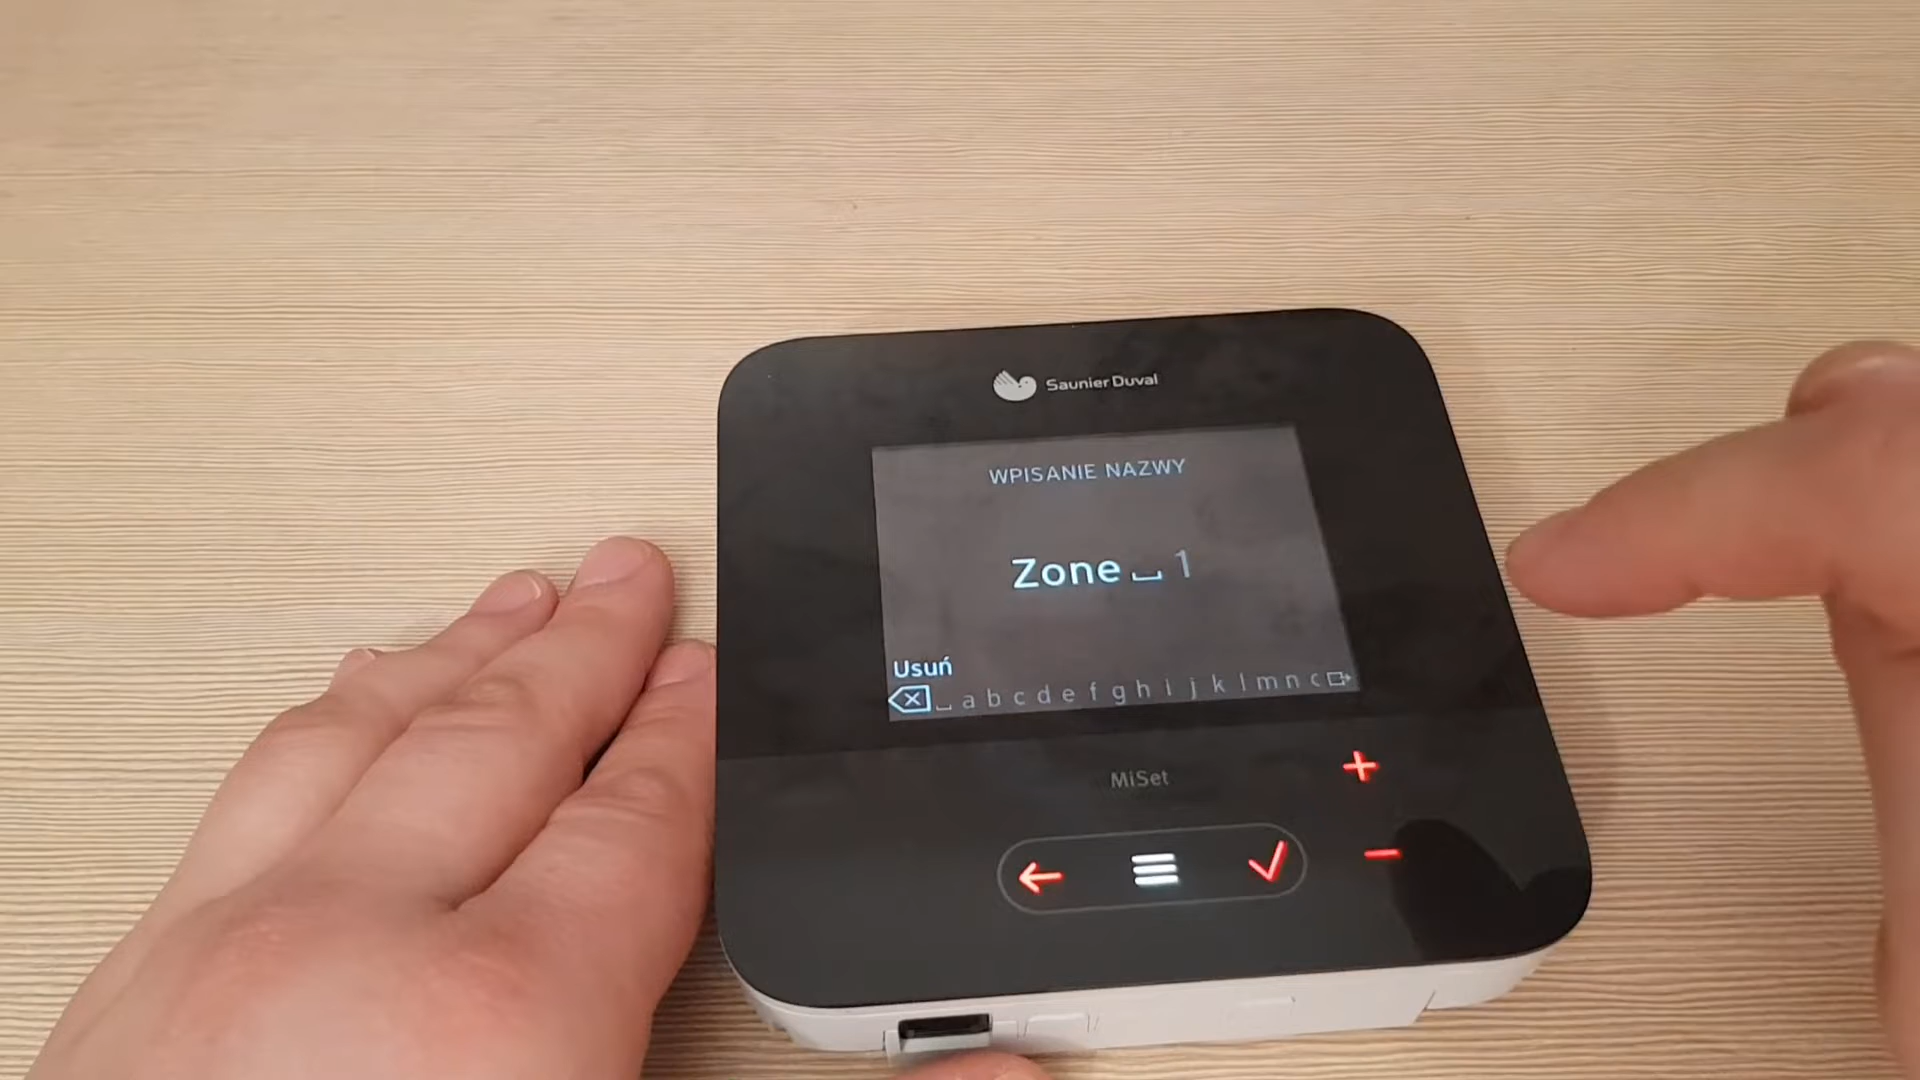 Saunier Duval
WPISANIE NAZWY
Zone ⎵ 1
Usuń
⎵ a b c d e f g h i j k l m n
MiSet